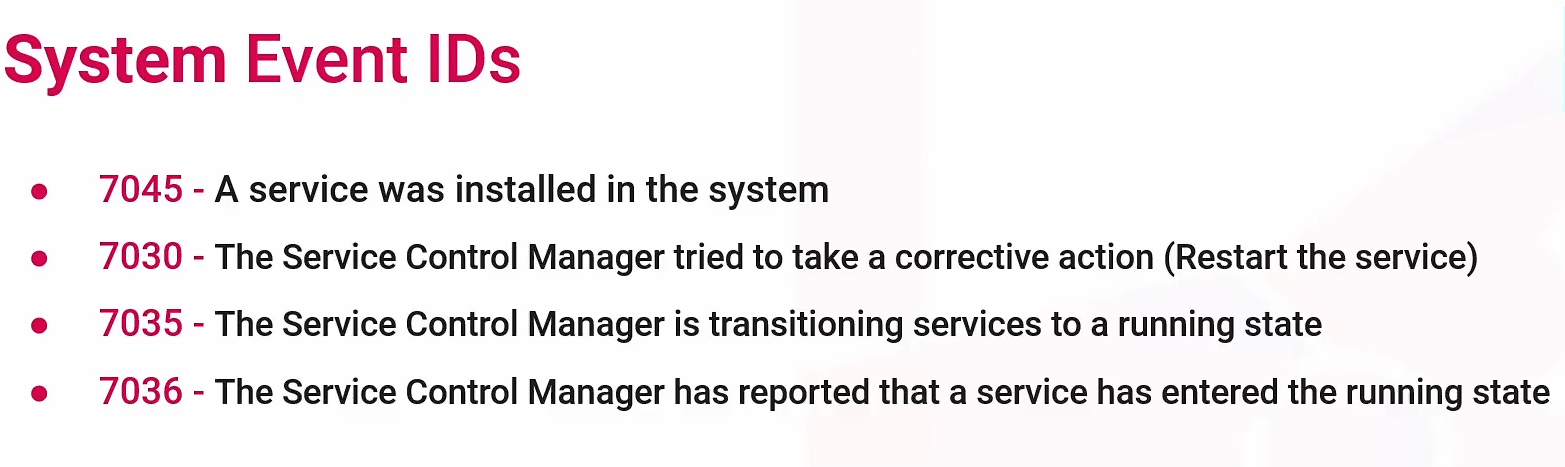 System Event IDs
● 7045 - A service was installed in the system
● 7030 - The Service Control Manager tried to take a corrective action (Restart the service)
● 7035 - The Service Control Manager is transitioning services to a running state
● 7036 - The Service Control Manager has reported that a service has entered the running state